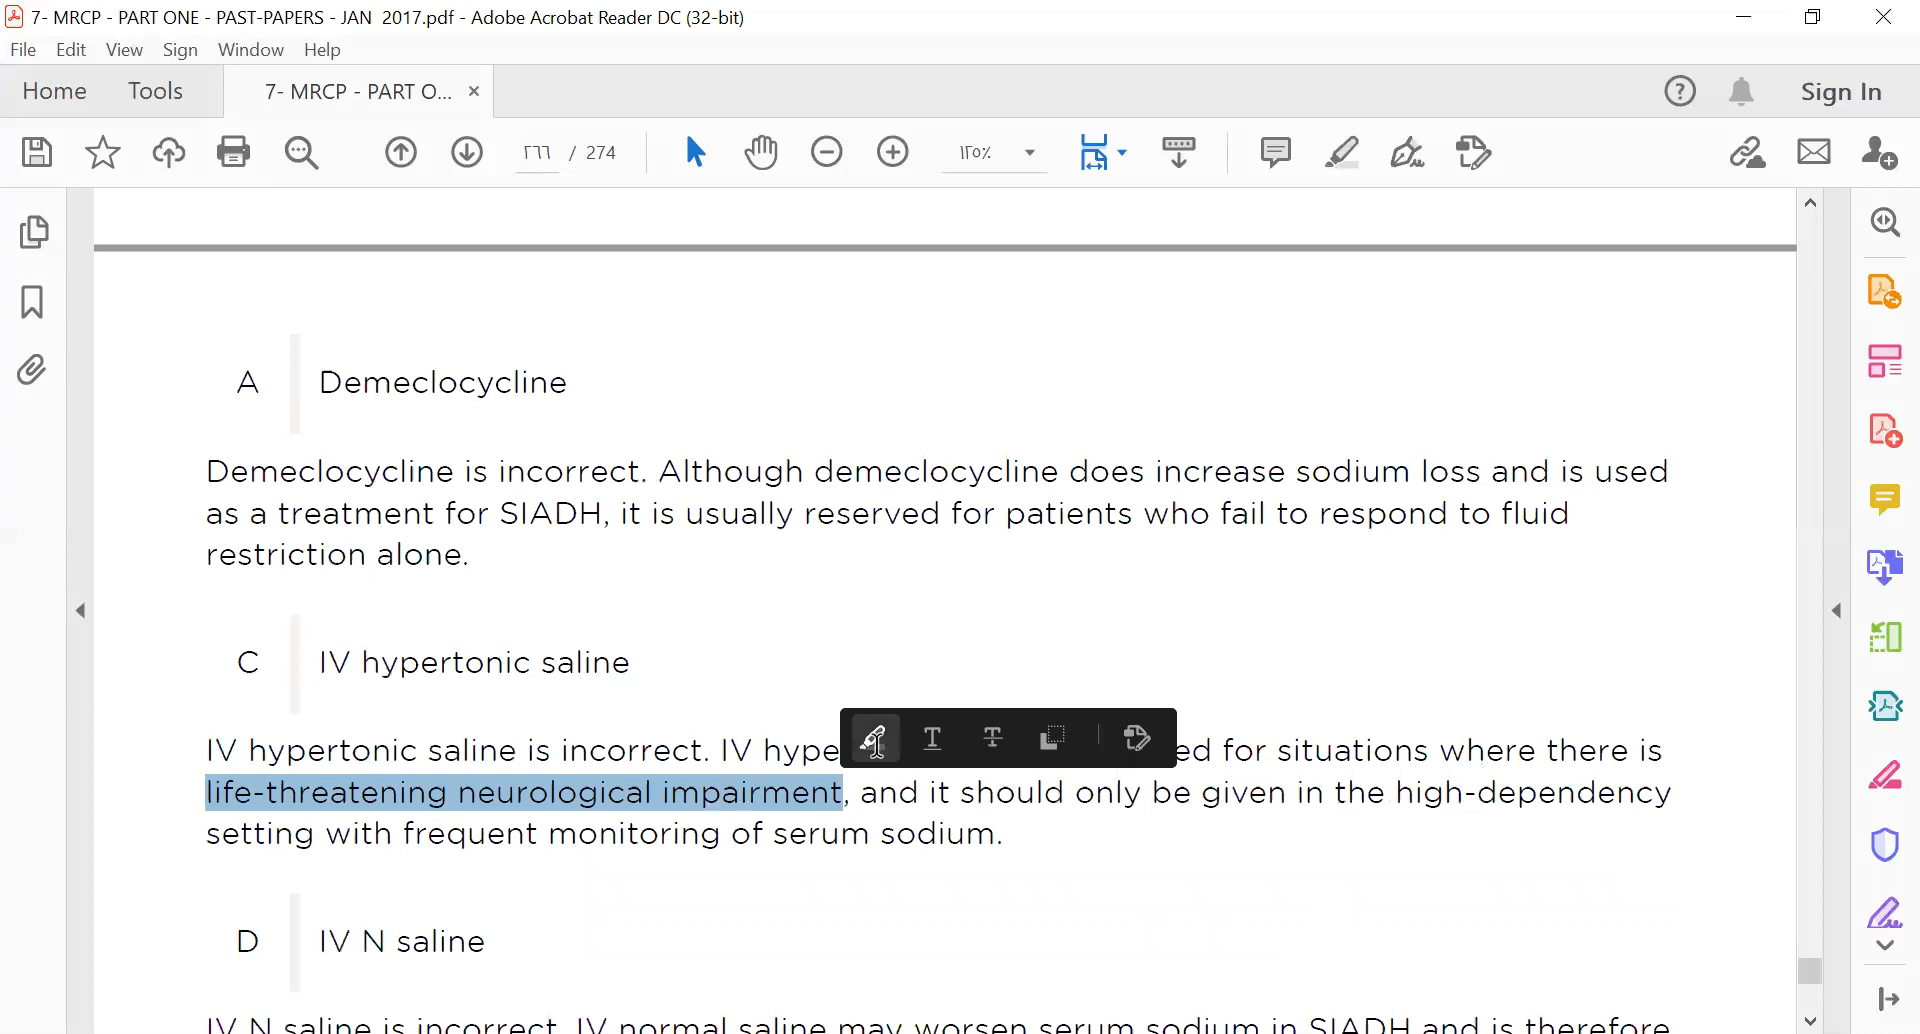 7- MRCP - PART ONE - PAST-PAPERS - JAN 2017.pdf - Adobe Acrobat Reader DC (32-bit)
File Edit View Sign Window Help
Home Tools 7- MRCP - PART O... Sign In
٢٦٦ / 274 ١٢٥٪
A Demeclocycline
Demeclocycline is incorrect. Although demeclocycline does increase sodium loss and is used
as a treatment for SIADH, it is usually reserved for patients who fail to respond to fluid
restriction alone.
C IV hypertonic saline
IV hypertonic saline is incorrect. IV hype ed for situations where there is
life-threatening neurological impairment, and it should only be given in the high-dependency
setting with frequent monitoring of serum sodium.
D IV N saline
IV N saline is incorrect. IV normal saline may worsen serum sodium in SIADH and is therefore